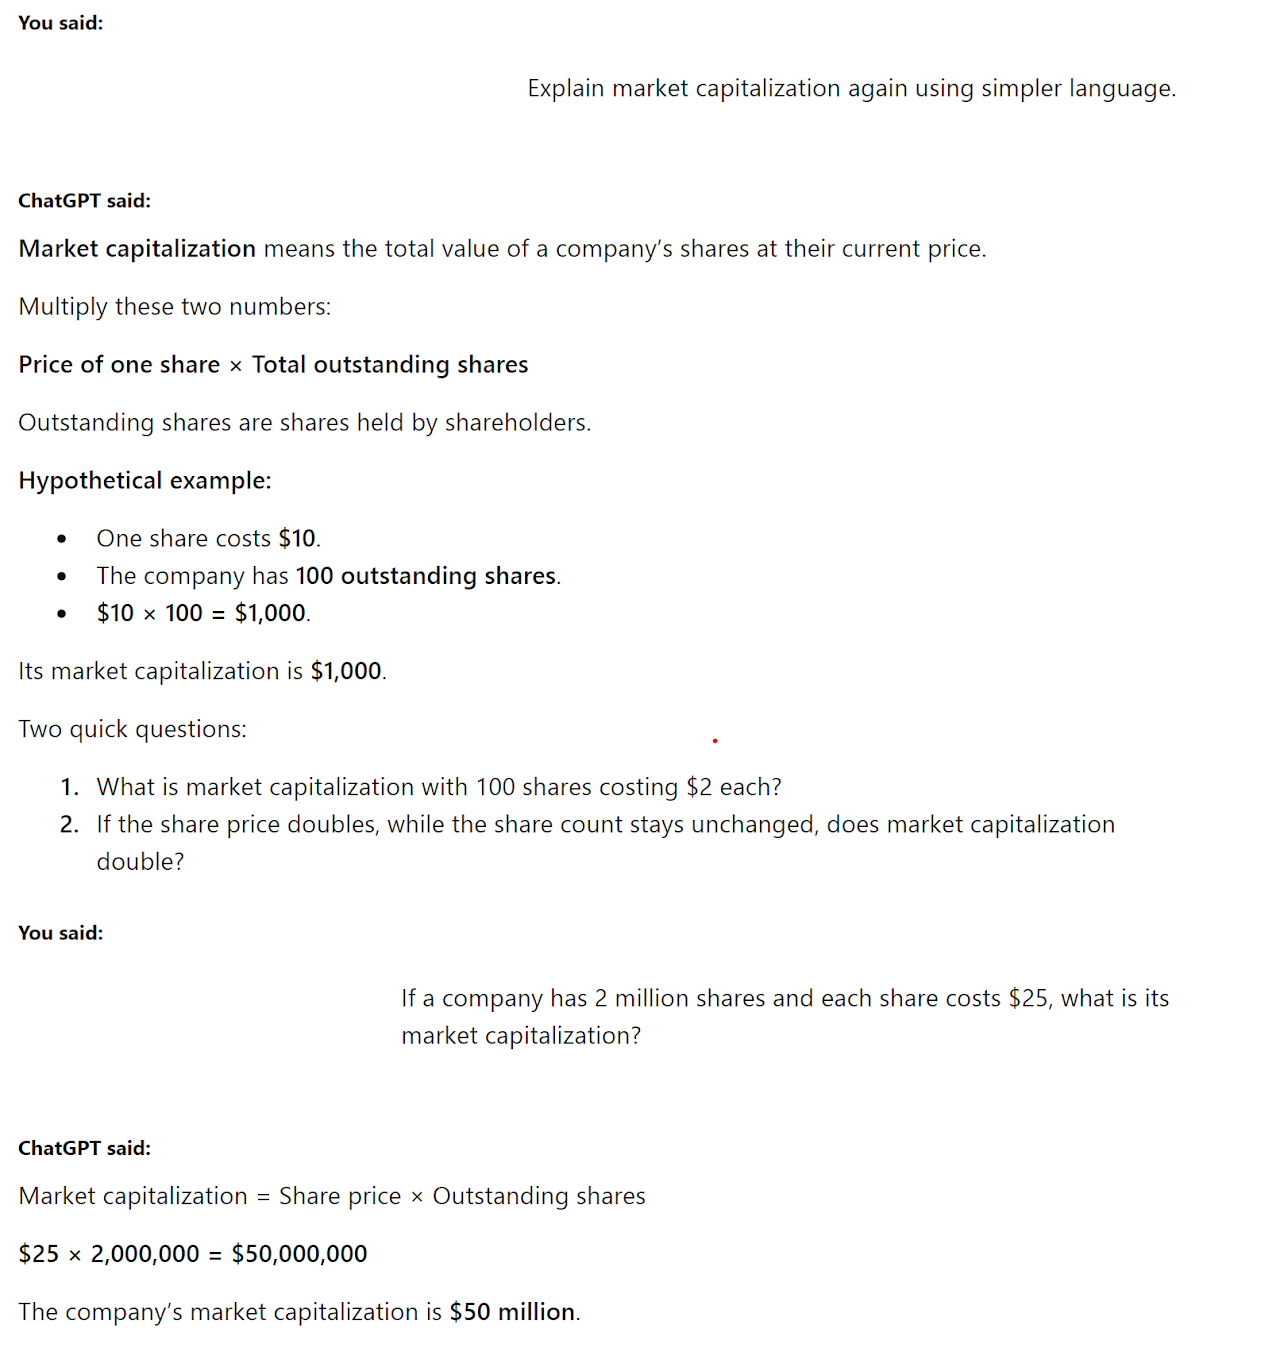 You said:
Explain market capitalization again using simpler language.
ChatGPT said:
Market capitalization means the total value of a company's shares at their current price.
Multiply these two numbers:
Price of one share × Total outstanding shares
Outstanding shares are shares held by shareholders.
Hypothetical example:
• One share costs $10.
• The company has 100 outstanding shares.
• $10 × 100 = $1,000.
Its market capitalization is $1,000.
Two quick questions:
1. What is market capitalization with 100 shares costing $2 each?
2. If the share price doubles, while the share count stays unchanged, does market capitalization
double?
You said:
If a company has 2 million shares and each share costs $25, what is its
market capitalization?
ChatGPT said:
Market capitalization = Share price × Outstanding shares
$25 × 2,000,000 = $50,000,000
The company's market capitalization is $50 million.